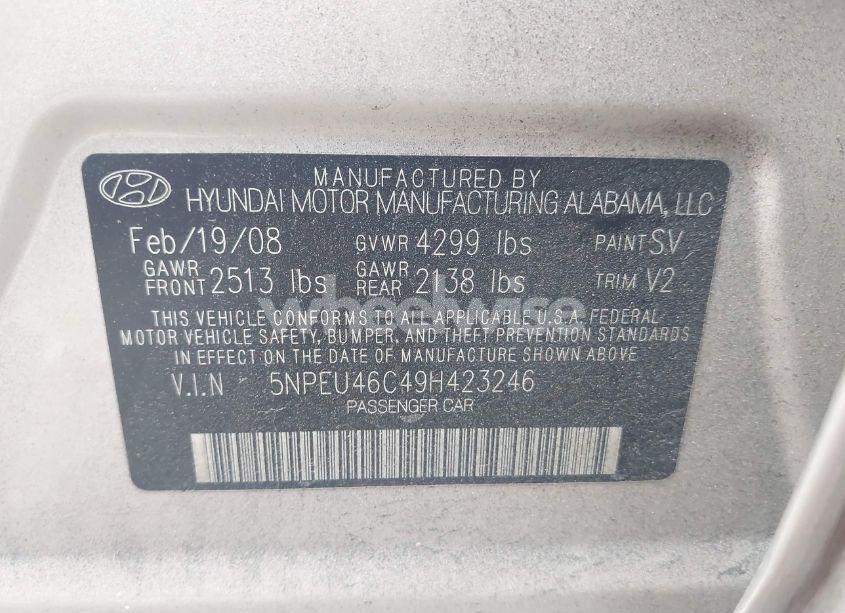 MANUFACTURED BY
HYUNDAI MOTOR MANUFACTURING ALABAMA, LLC
Feb/19/08 GVWR 4299 lbs PAINT SV
GAWR FRONT 2513 lbs GAWR REAR 2138 lbs TRIM V2
wheelwise
THIS VEHICLE CONFORMS TO ALL APPLICABLE U.S.A. FEDERAL
MOTOR VEHICLE SAFETY, BUMPER, AND THEFT PREVENTION STANDARDS
IN EFFECT ON THE DATE OF MANUFACTURE SHOWN ABOVE
V.I.N 5NPEU46C49H423246
PASSENGER CAR